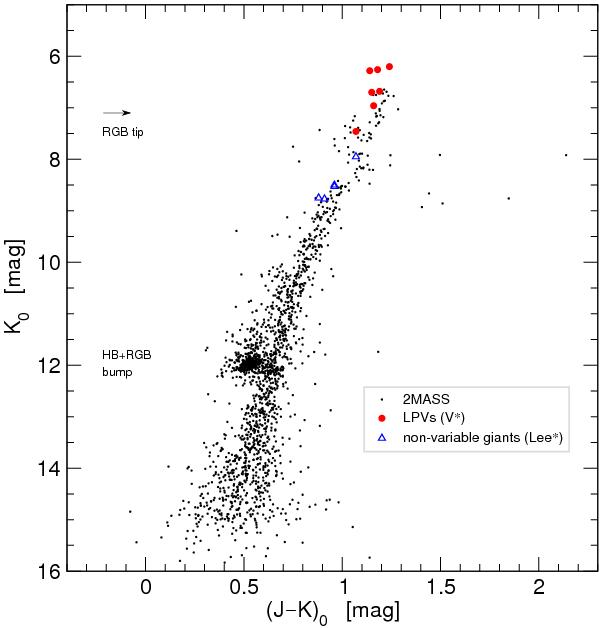 6
RGB tip
8
10
K0 [mag]
HB+RGB
bump
12
2MASS
LPVs (V*)
non-variable giants (Lee*)
14
16
0 0.5 1 1.5 2
(J−K)0 [mag]